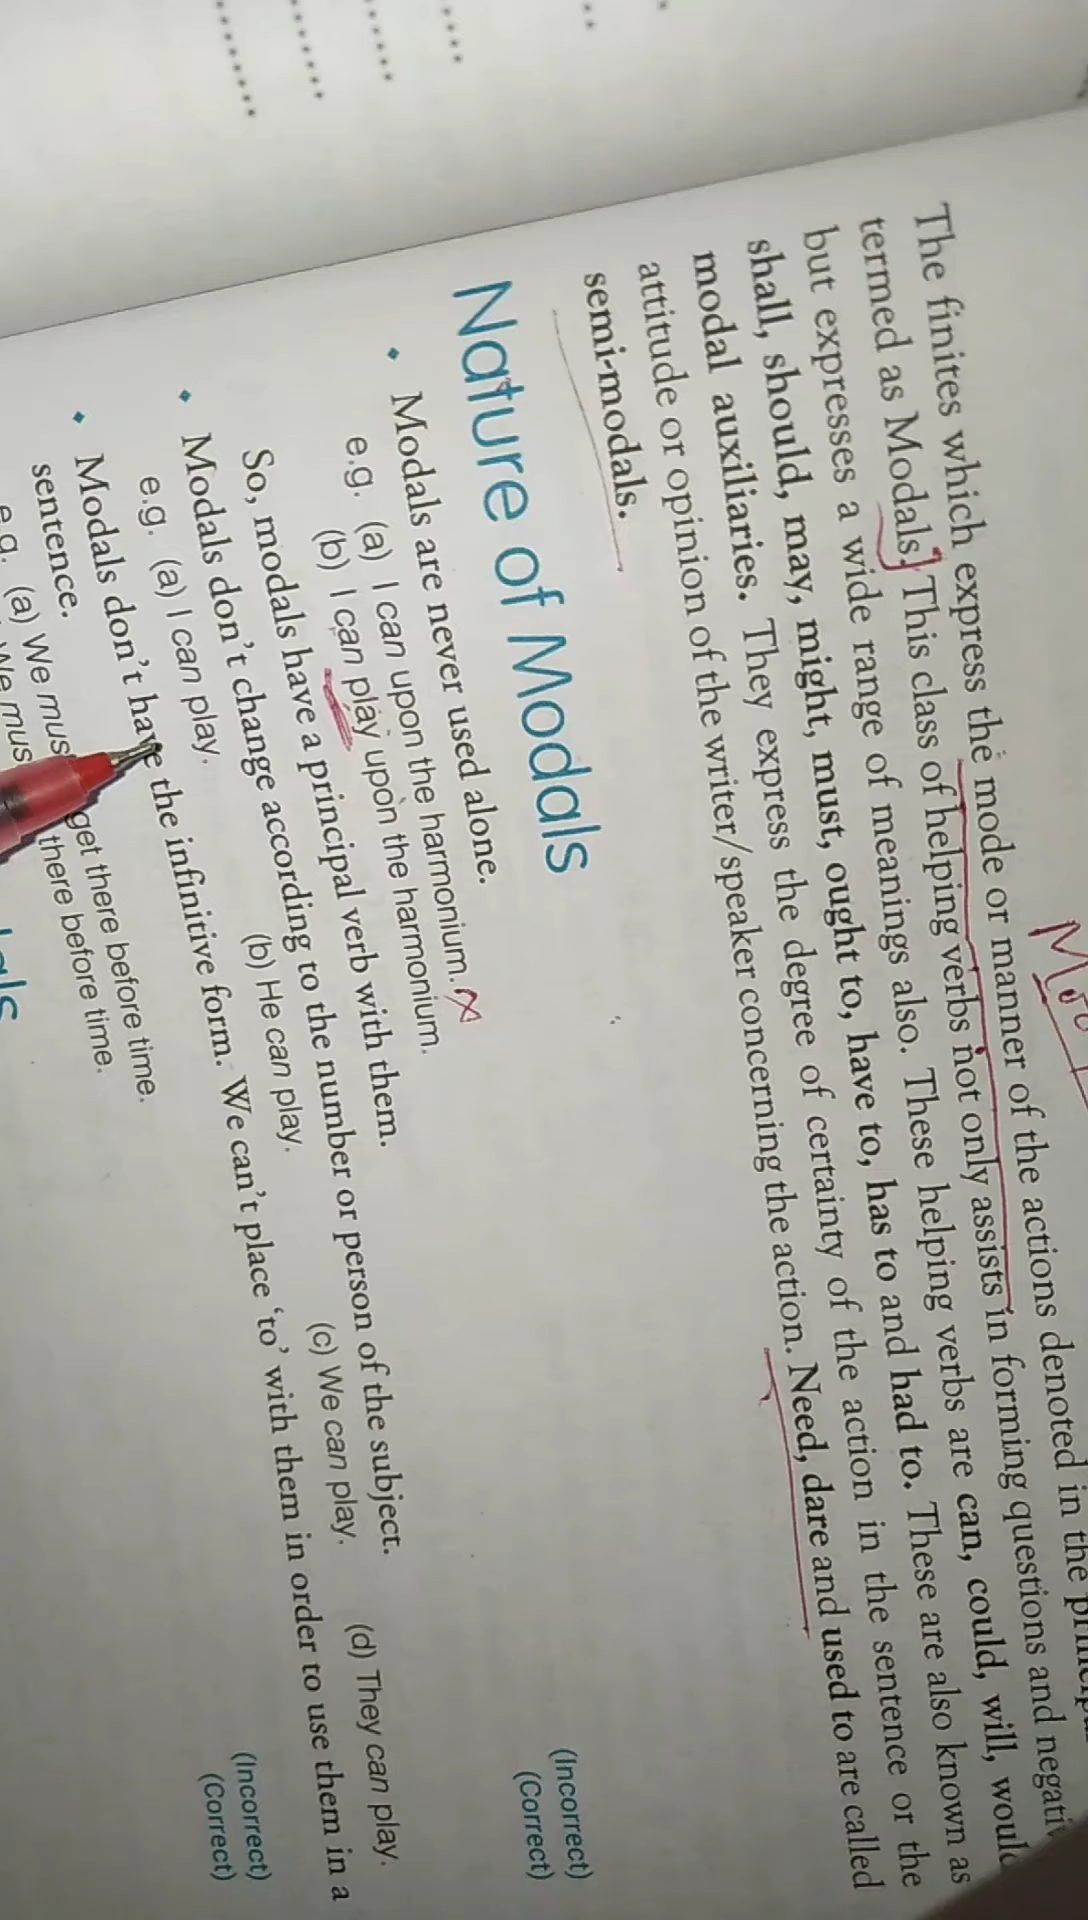 Mo
The finites which express the mode or manner of the actions denoted in the
termed as Modals. This class of helping verbs not only assists in forming questions and
but expresses a wide range of meanings also. These helping verbs are can, could, will,
shall, should, may, might, must, ought to, have to, has to and had to. These are also known as
modal auxiliaries. They express the degree of certainty of the action in the sentence or the
attitude or opinion of the writer/speaker concerning the action. Need, dare and used to are called
semi-modals.
Nature of Modals
Modals are never used alone.
e.g. (a) I can upon the harmonium. (Incorrect)
(b) I can play upon the harmonium. (Correct)
So, modals have a principal verb with them.
Modals don't change according to the number or person of the subject.
e.g. (a) I can play. (b) He can play. (c) We can play. (d) They can play.
Modals don't have the infinitive form. We can't place 'to' with them in order to use them in a
sentence.
(a) We get there before time. (Incorrect)
there before time. (Correct)